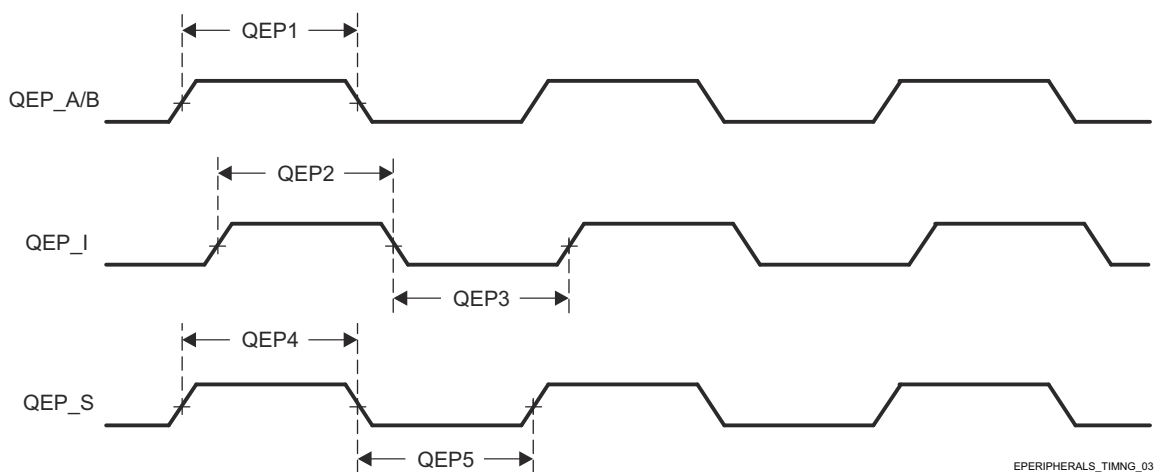 QEP1
QEP_A/B
QEP2
QEP_I
QEP3
QEP4
QEP_S
QEP5
EPERIPHERALS_TIMNG_03